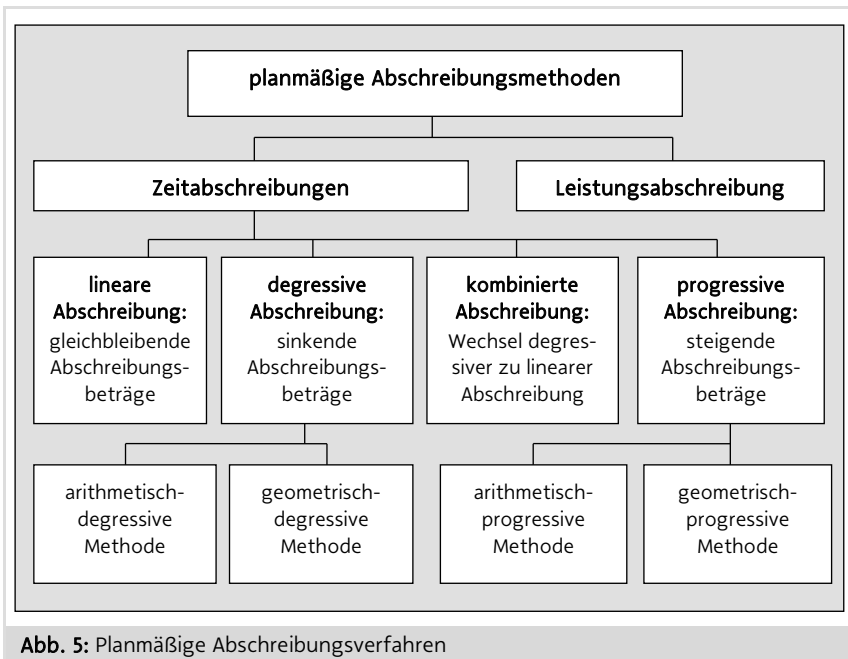 planmäßige Abschreibungsmethoden
Zeitabschreibungen
Leistungsabschreibung
lineare
Abschreibung:
gleichbleibende
Abschreibungs-
beträge
degressive
Abschreibung:
sinkende
Abschreibungs-
beträge
kombinierte
Abschreibung:
Wechsel degres-
siver zu linearer
Abschreibung
progressive
Abschreibung:
steigende
Abschreibungs-
beträge
arithmetisch-
degressive
Methode
geometrisch-
degressive
Methode
arithmetisch-
progressive
Methode
geometrisch-
progressive
Methode
Abb. 5: Planmäßige Abschreibungsverfahren